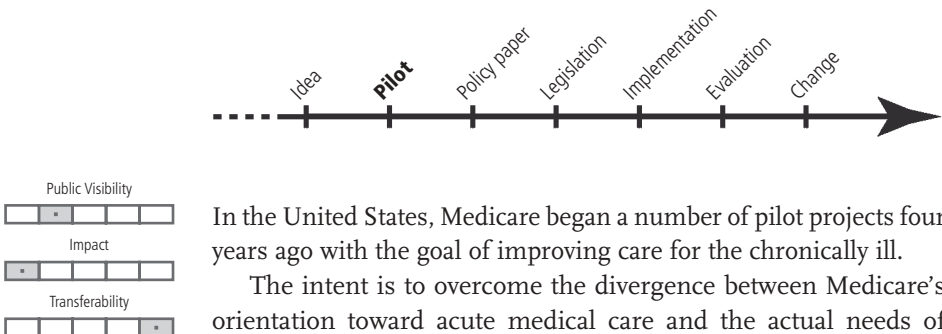 Idea
Pilot
Policy paper
Legislation
Implementation
Evaluation
Change
Public Visibility
Impact
Transferability
In the United States, Medicare began a number of pilot projects four
years ago with the goal of improving care for the chronically ill.
The intent is to overcome the divergence between Medicare's
orientation toward acute medical care and the actual needs of